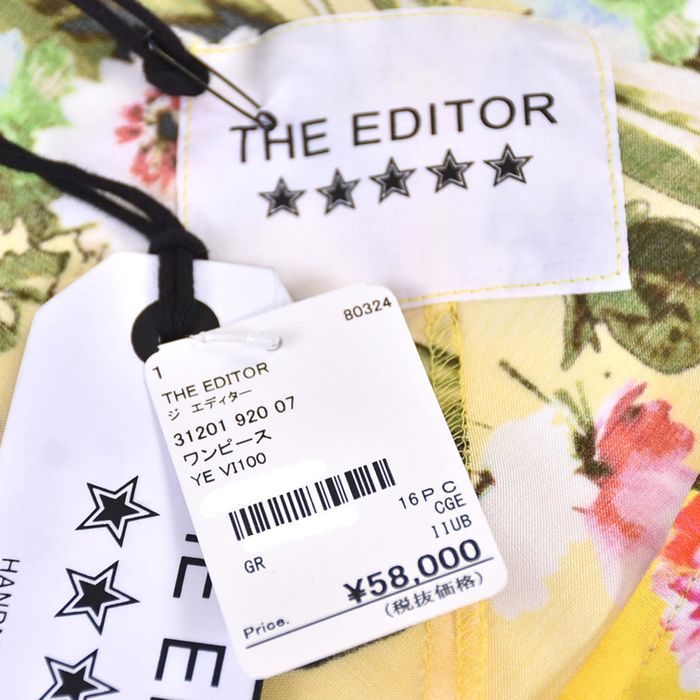 THE EDITOR
80324
1
THE EDITOR
ジ エディター
31201 920 07
ワンピース
YE VI100
16PC
CGE
GR
IIUB
¥58,000
Price.
(税抜価格)